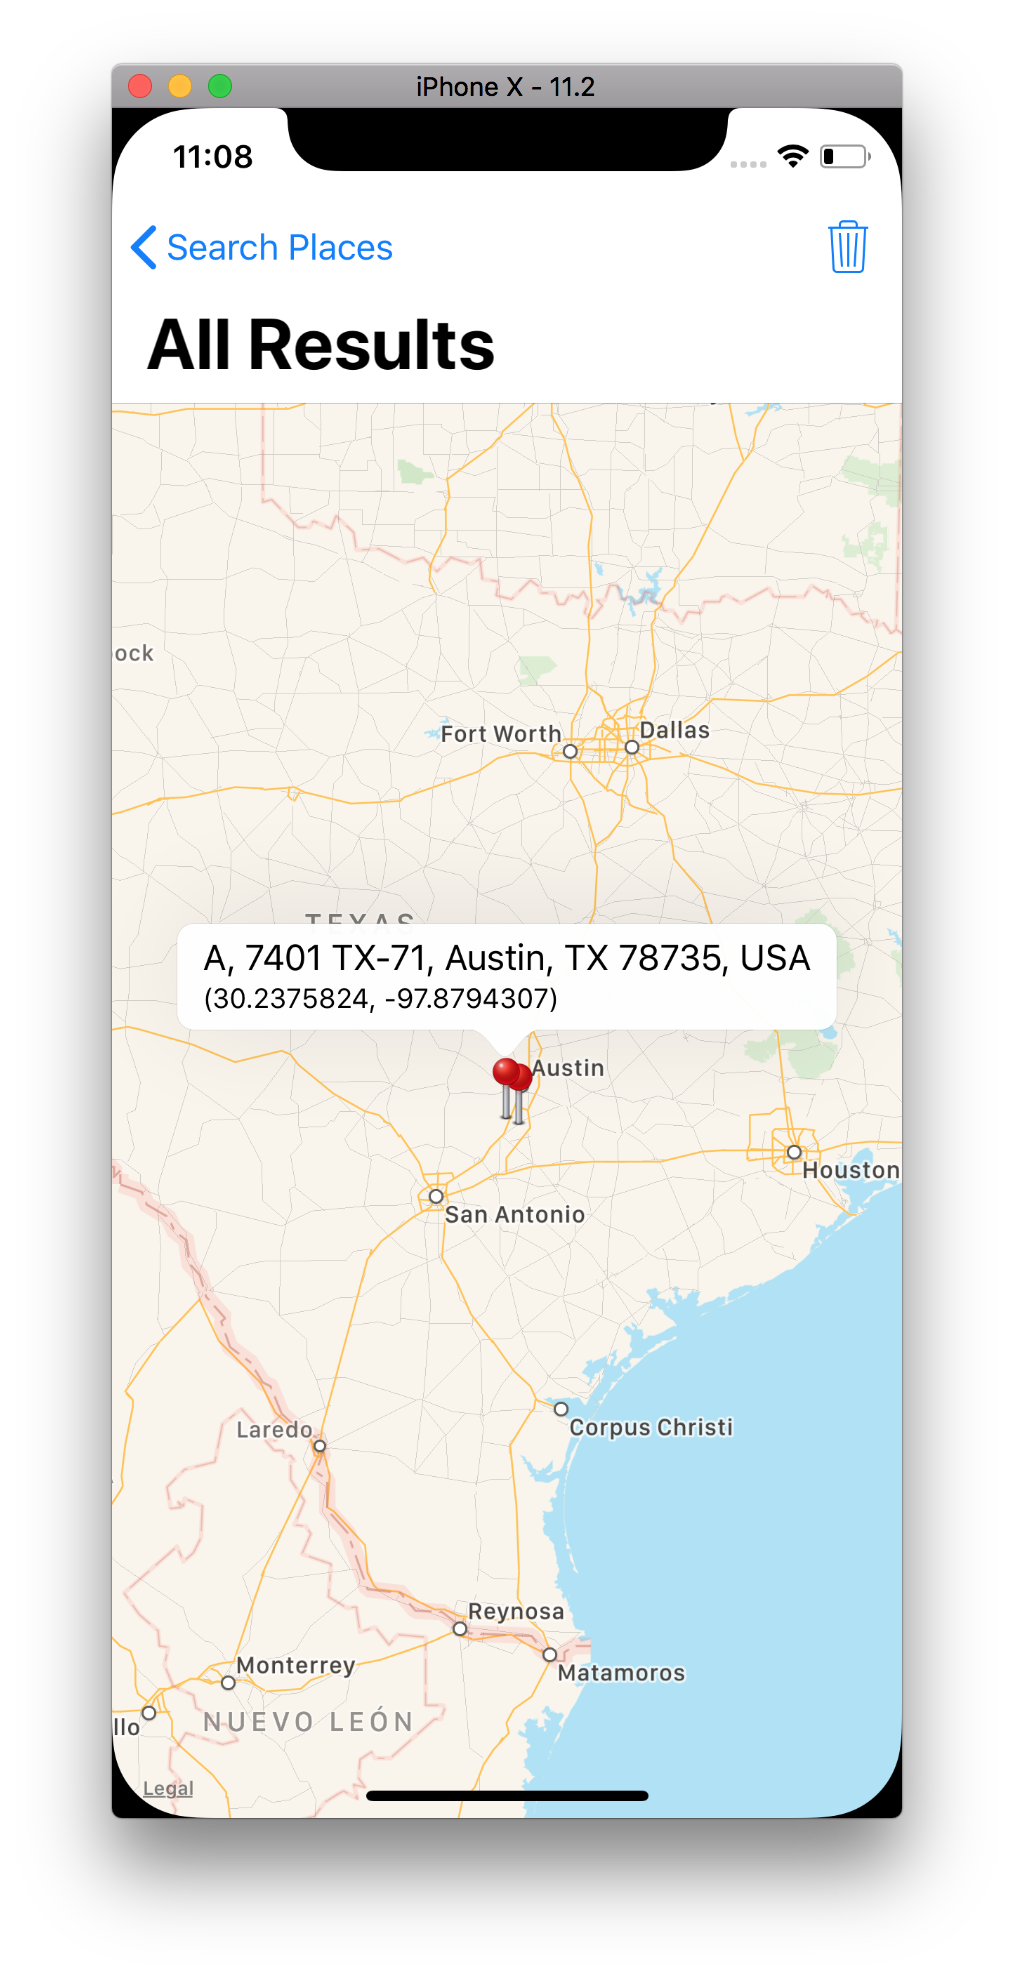 iPhone X - 11.2
11:08
Search Places
All Results
ock
Fort Worth
Dallas
TEXAS
A, 7401 TX-71, Austin, TX 78735, USA
(30.2375824, -97.8794307)
Austin
Houston
San Antonio
Corpus Christi
Laredo
Reynosa
Monterrey
Matamoros
NUEVO LEÓN
llo
Legal